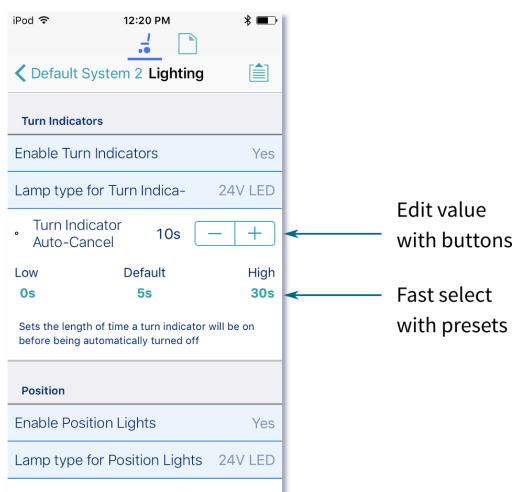 iPod 12:20 PM
Default System 2 Lighting
Turn Indicators
Enable Turn Indicators Yes
Lamp type for Turn Indica- 24V LED
Turn Indicator
Auto-Cancel 10s − +
Low Default High
0s 5s 30s
Sets the length of time a turn indicator will be on
before being automatically turned off
Position
Enable Position Lights Yes
Lamp type for Position Lights 24V LED
Edit value
with buttons
Fast select
with presets